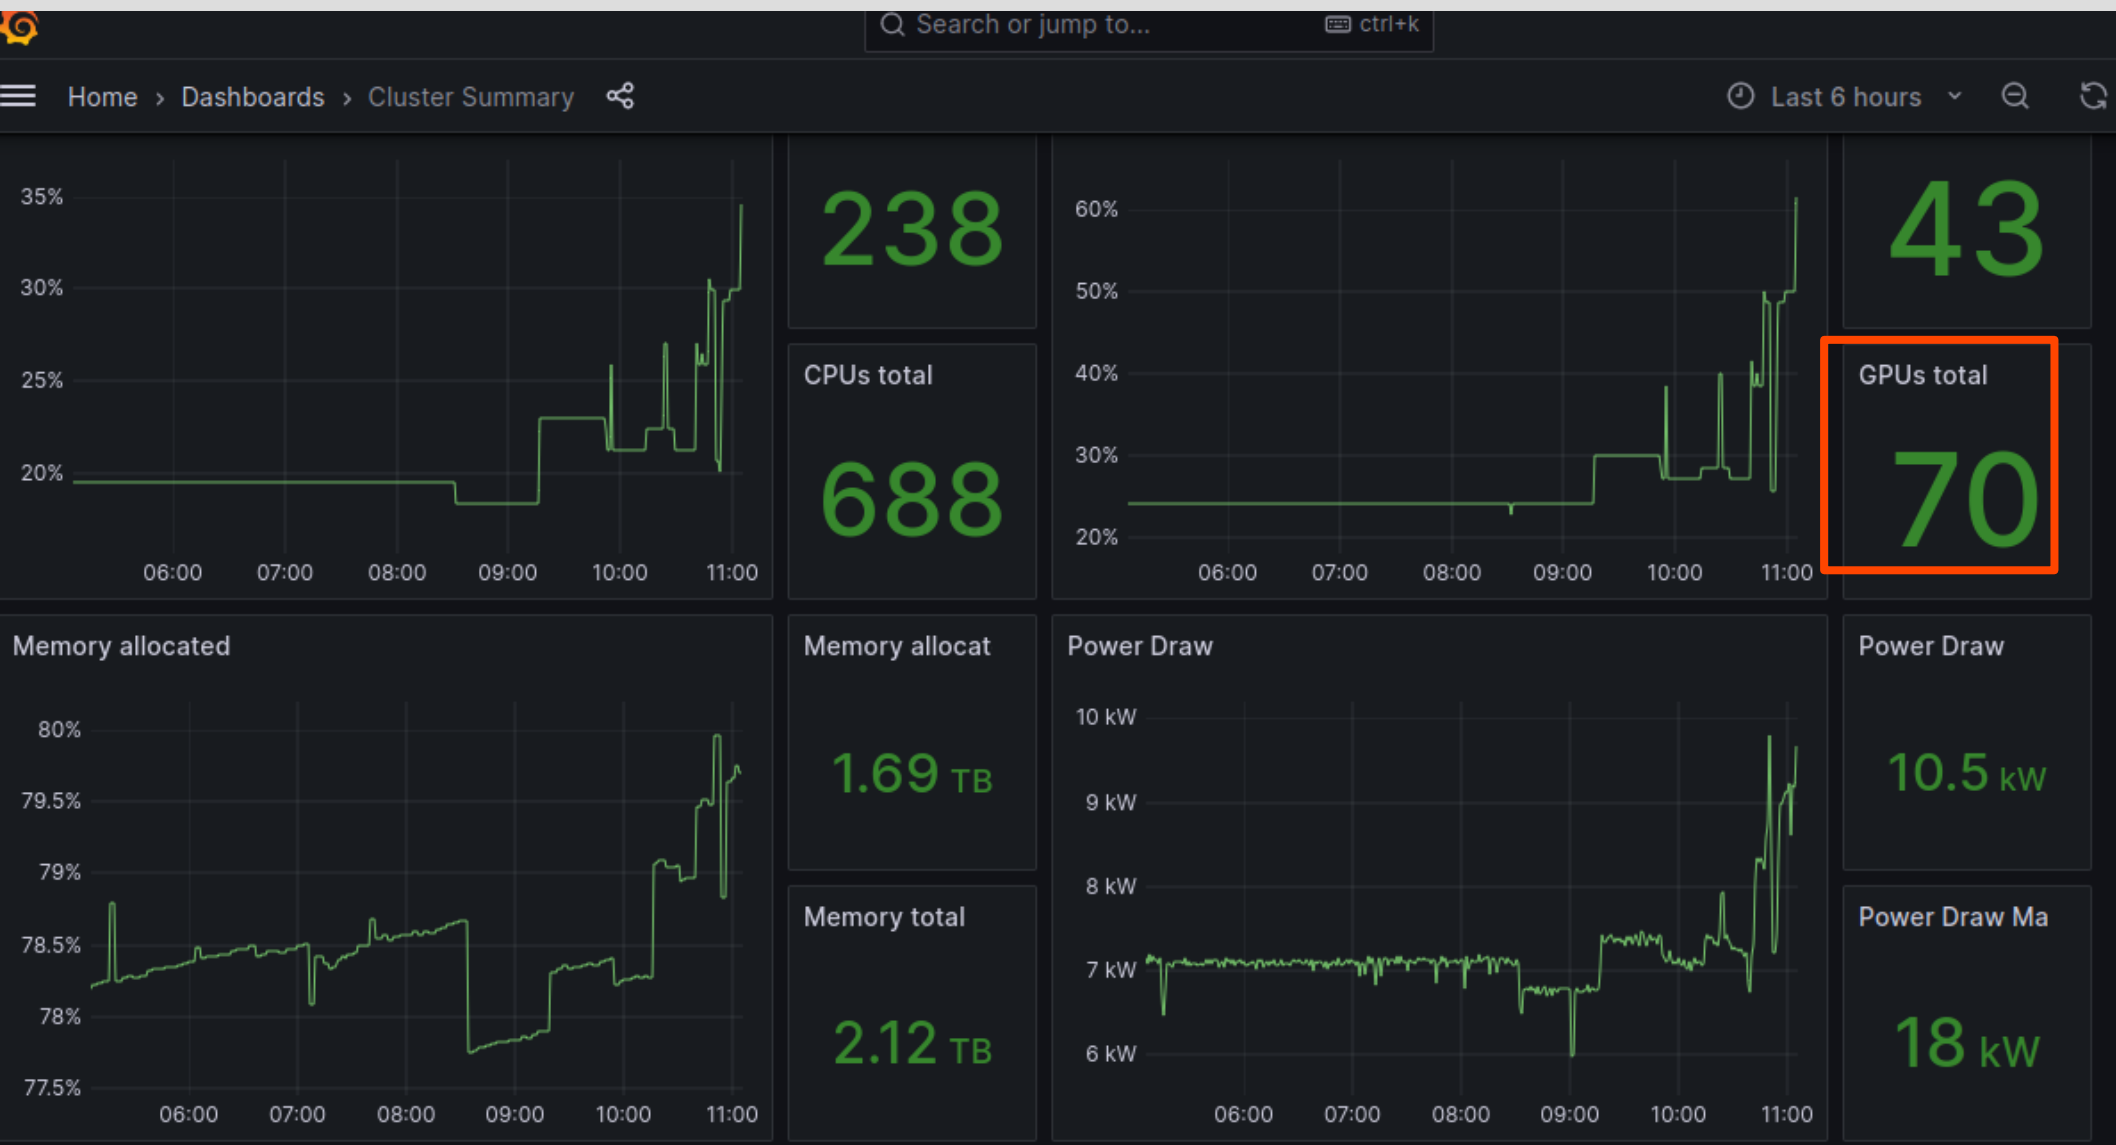 Search or jump to... ctrl+k
Home › Dashboards › Cluster Summary
Last 6 hours
35%
30%
25%
20%
06:00 07:00 08:00 09:00 10:00 11:00
238
CPUs total
688
60%
50%
40%
30%
20%
06:00 07:00 08:00 09:00 10:00 11:00
43
GPUs total
70
Memory allocated
80%
79.5%
79%
78.5%
78%
77.5%
06:00 07:00 08:00 09:00 10:00 11:00
Memory allocat
1.69 TB
Memory total
2.12 TB
Power Draw
10 kW
9 kW
8 kW
7 kW
6 kW
06:00 07:00 08:00 09:00 10:00 11:00
Power Draw
10.5 kW
Power Draw Ma
18 kW